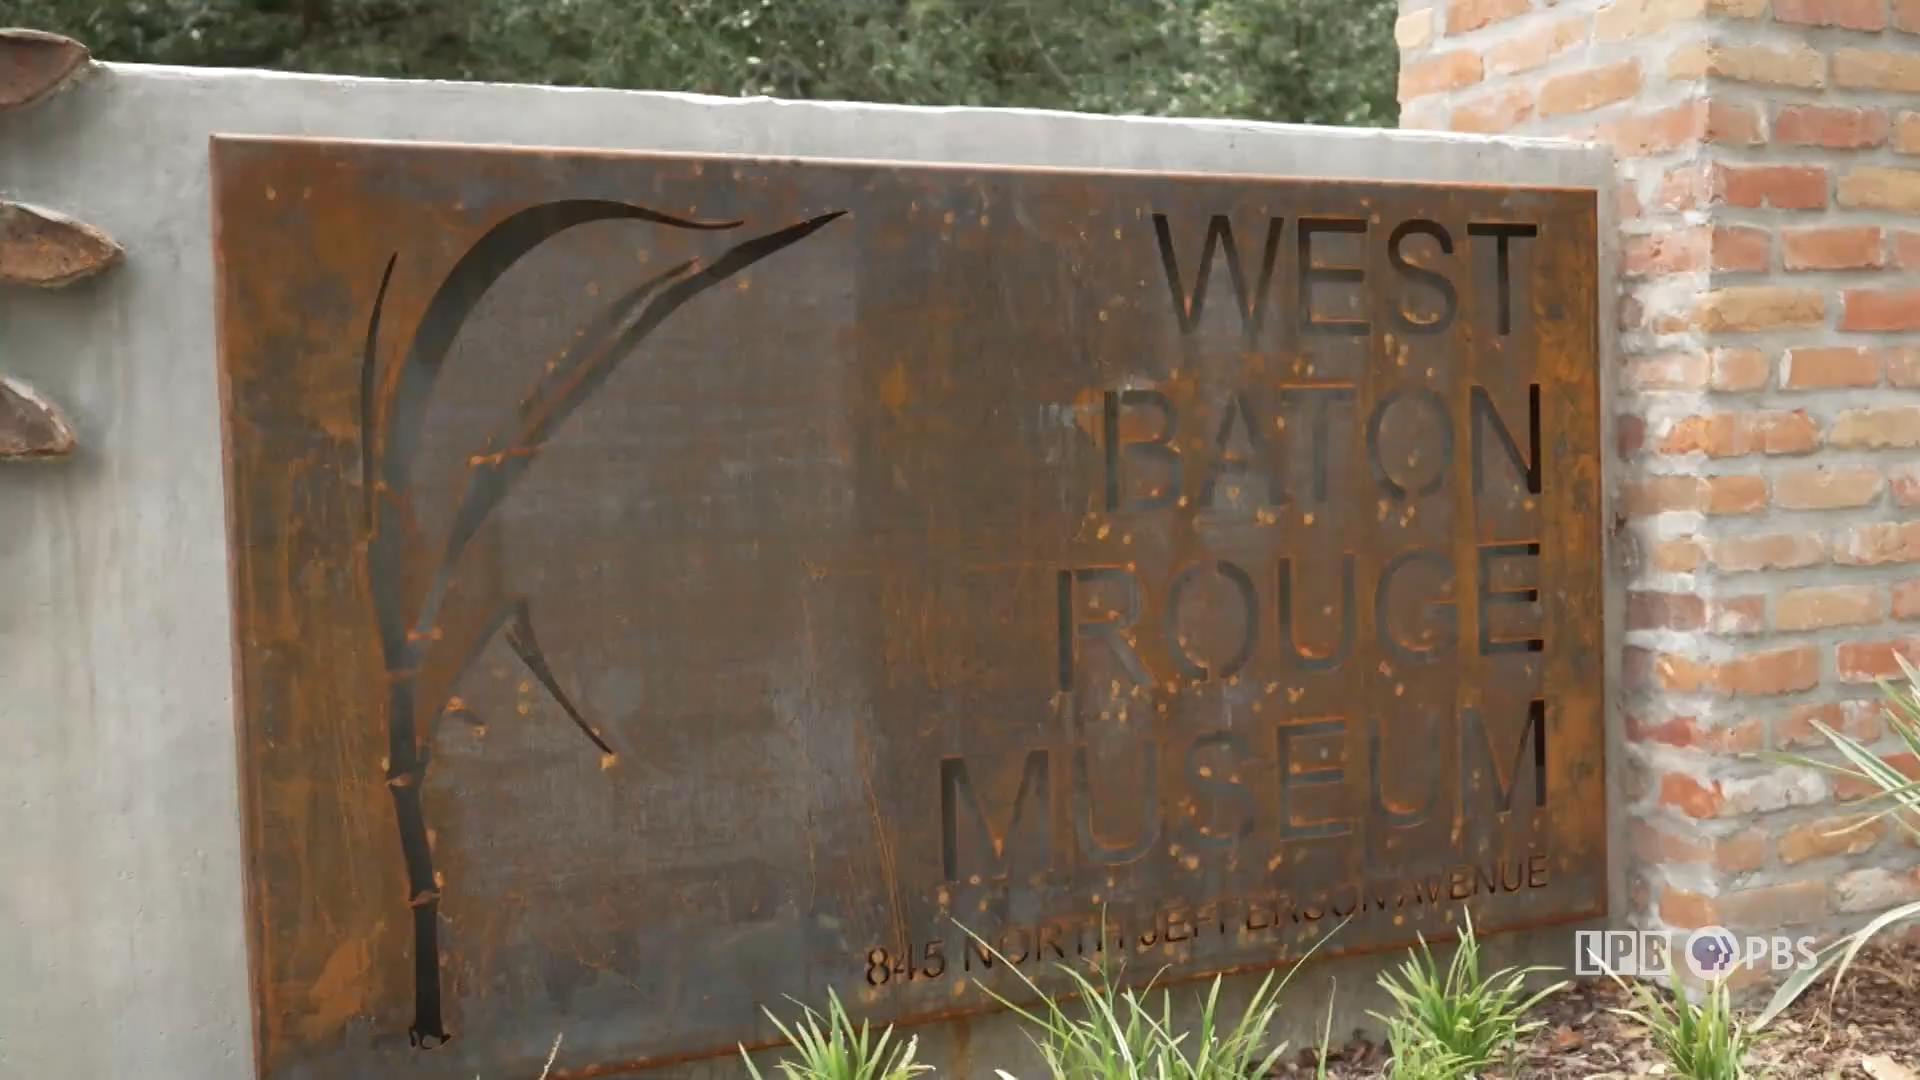 WEST
BATON
ROUGE
MUSEUM
845 NORTH JEFFERSON AVENUE
LPB PBS